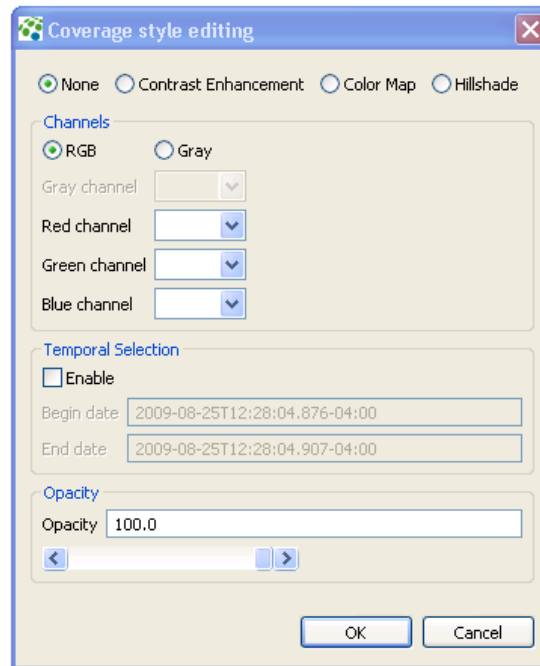 Coverage style editing
None Contrast Enhancement Color Map Hillshade
Channels
RGB Gray
Gray channel
Red channel
Green channel
Blue channel
Temporal Selection
Enable
Begin date 2009-08-25T12:28:04.876-04:00
End date 2009-08-25T12:28:04.907-04:00
Opacity
Opacity 100.0
OK Cancel